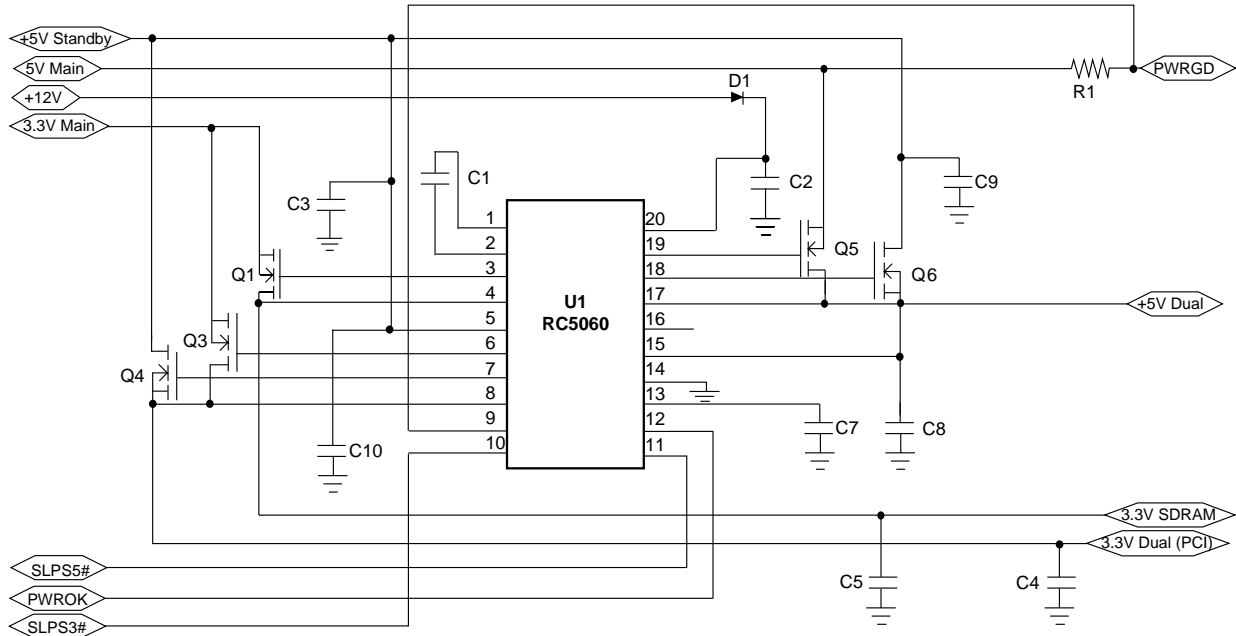 +5V Standby
5V Main
PWRGD
R1
+12V
D1
3.3V Main
C1
C2
C9
C3
1
20
2
19
Q5
Q1
3
18
Q6
4
17
+5V Dual
U1
RC5060
5
16
Q3
6
15
Q4
7
14
8
13
9
12
C7
C8
10
11
C10
3.3V SDRAM
3.3V Dual (PCI)
SLPS5#
C5
C4
PWROK
SLPS3#